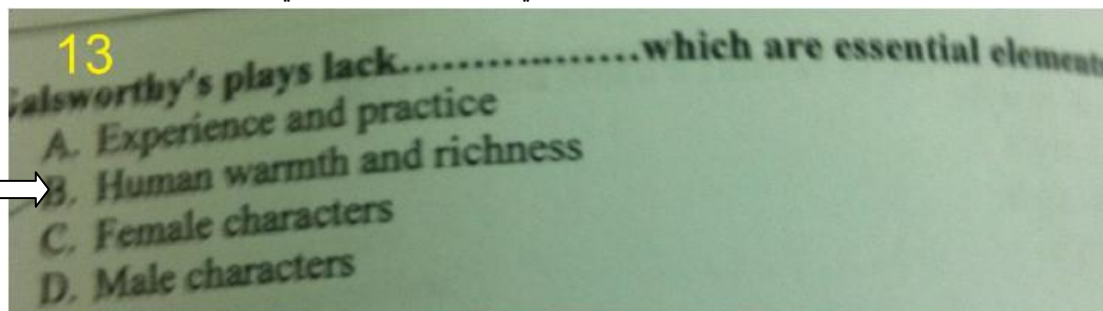 13
alsworthy's plays lack..................which are essential element
A. Experience and practice
B. Human warmth and richness
C. Female characters
D. Male characters